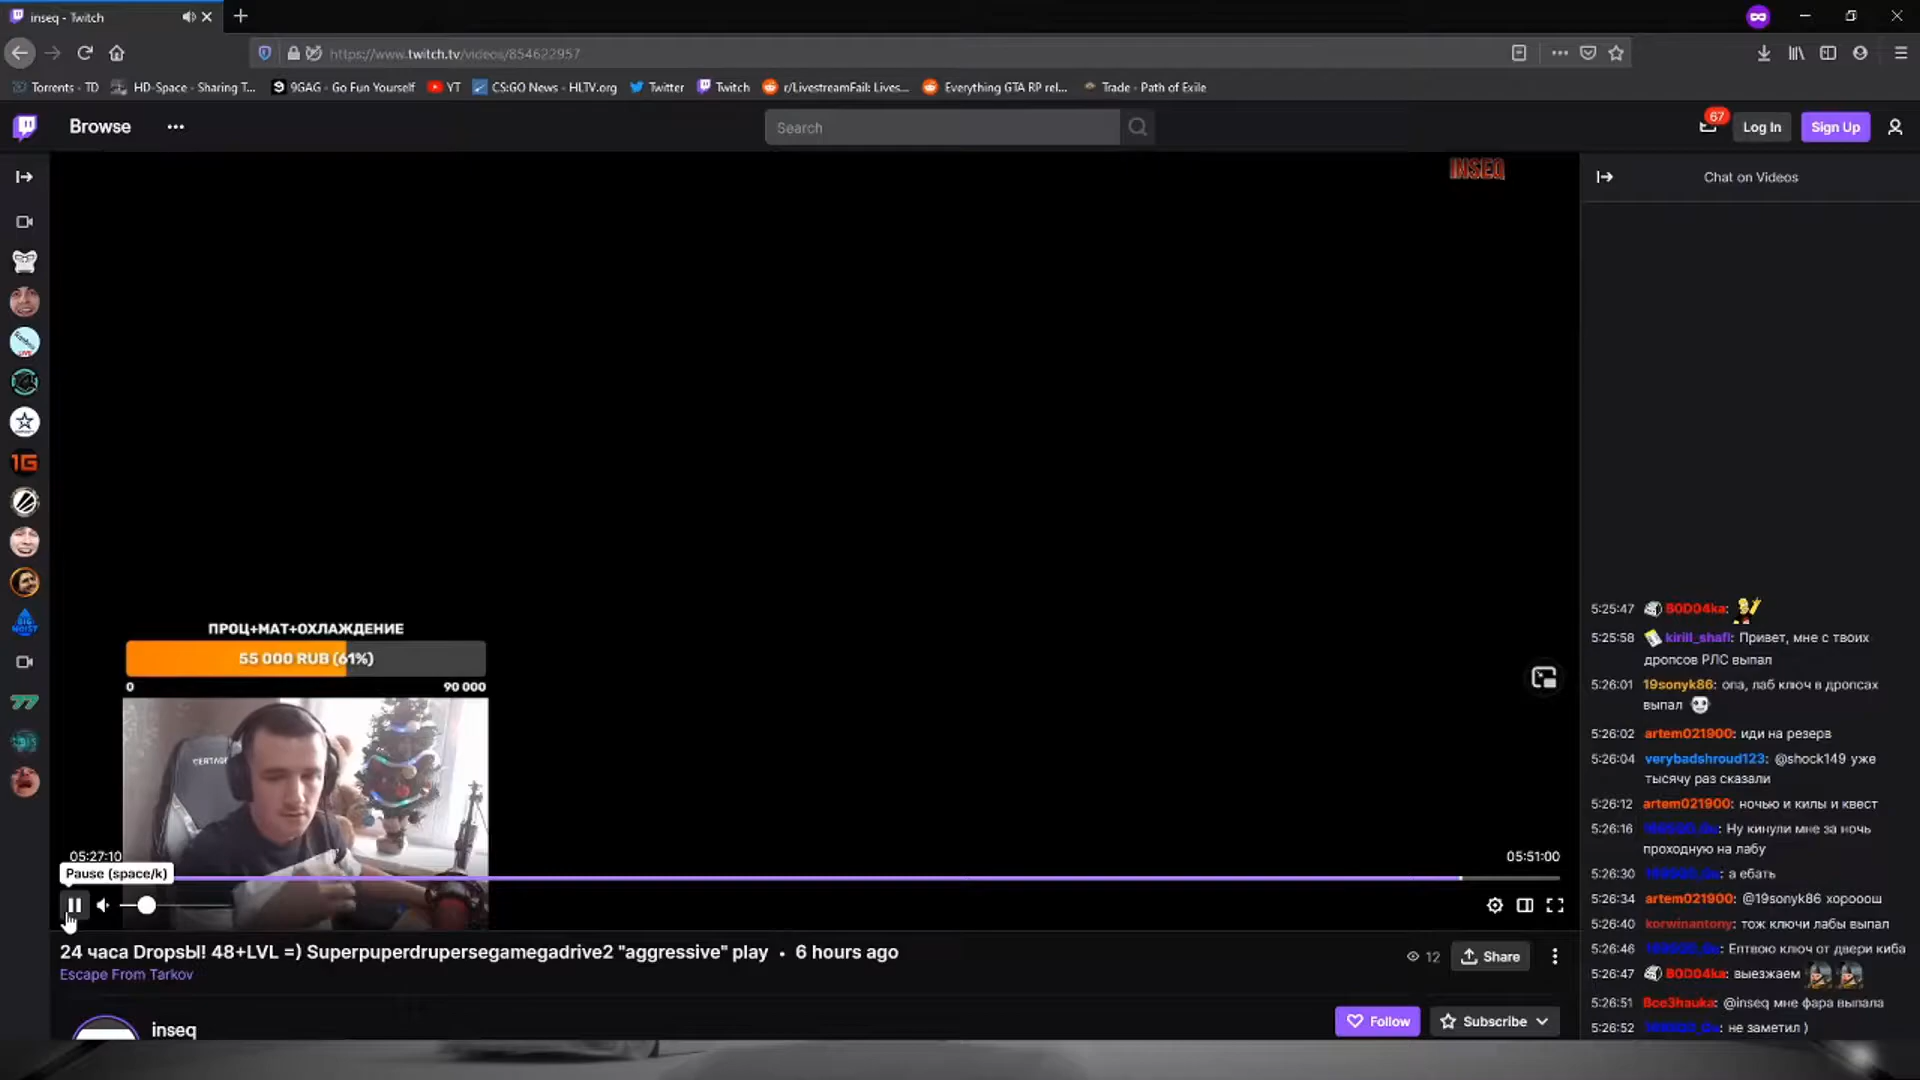 inseq - Twitch
https://www.twitch.tv/videos/854622957
Torrents - TD
HD-Space - Sharing T...
9GAG - Go Fun Yourself
YT
CS:GO News - HLTV.org
Twitter
Twitch
r/LivestreamFail: Lives...
Everything GTA RP rel...
Trade - Path of Exile
Browse
Search
67
Log In
Sign Up
INSEQ
Chat on Videos
1G
77
ПРОЦ+МАТ+ОХЛАЖДЕНИЕ
55 000 RUB (61%)
0
90 000
05:27:10
05:51:00
Pause (space/k)
24 часа DropsЫ! 48+LVL =) Superpuperdrupersegamegadrive2 "aggressive" play • 6 hours ago
Escape From Tarkov
12
Share
inseq
Follow
Subscribe
5:25:47 B0D04ka:
5:25:58 kirill_shafi: Привет, мне с твоих
дропсов РЛС выпал
5:26:01 19sonyk86: опа, лаб ключ в дропсах
выпал
5:26:02 artem021900: иди на резерв
5:26:04 verybadshroud123: @shock149 уже
тысячу раз сказали
5:26:12 artem021900: ночью и килы и квест
5:26:16 : Ну кинули мне за ночь
проходную на лабу
5:26:30 : а ебать
5:26:34 artem021900: @19sonyk86 хороош
5:26:40 korwinantony: тож ключи лабы выпал
5:26:46 : Ептвою ключ от двери киба
5:26:47 B0D04ka: выезжаем
5:26:51 Bce3hauka: @inseq мне фара выпала
5:26:52 : не заметил )